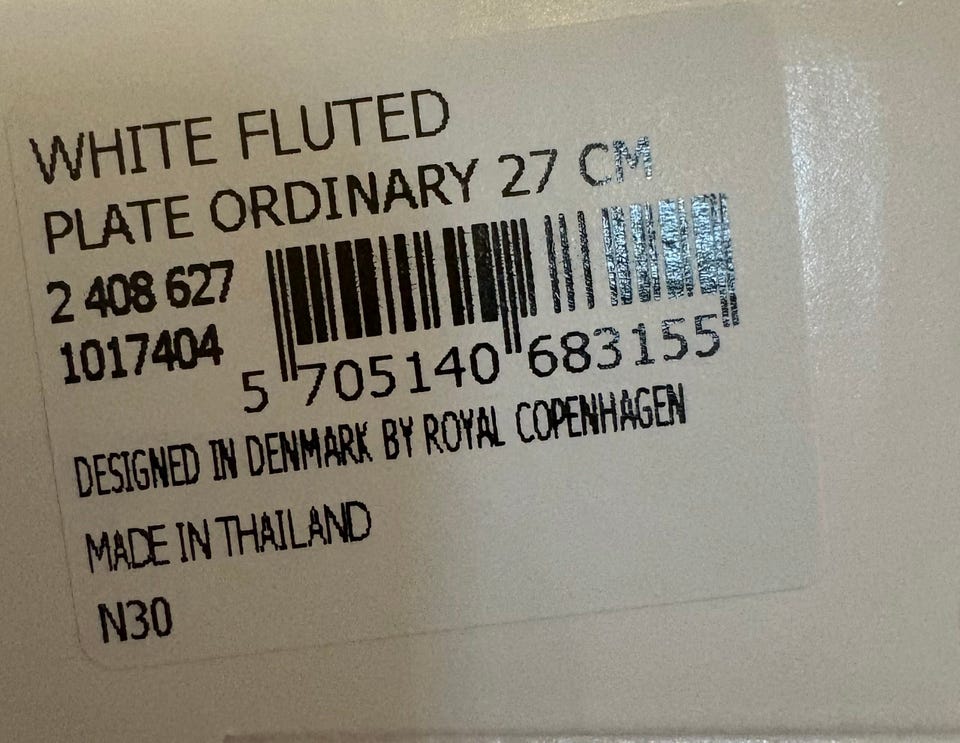 WHITE FLUTED
PLATE ORDINARY 27 CM
2 408 627
1017404
5 705140 683155
DESIGNED IN DENMARK BY ROYAL COPENHAGEN
MADE IN THAILAND
N30